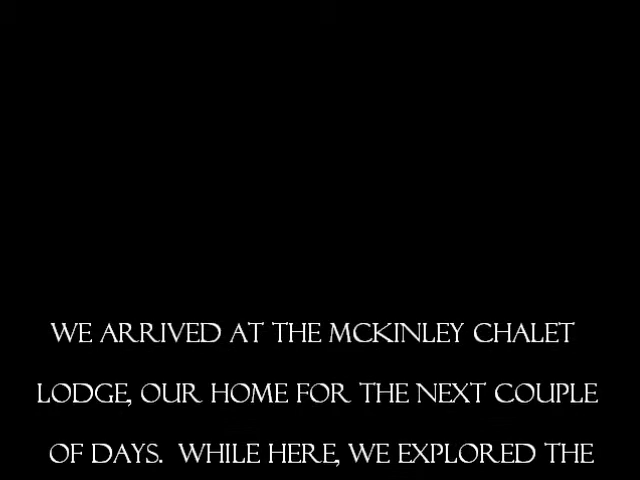 WE ARRIVED AT THE MCKINLEY CHALET
LODGE, OUR HOME FOR THE NEXT COUPLE
OF DAYS.  WHILE HERE, WE EXPLORED THE